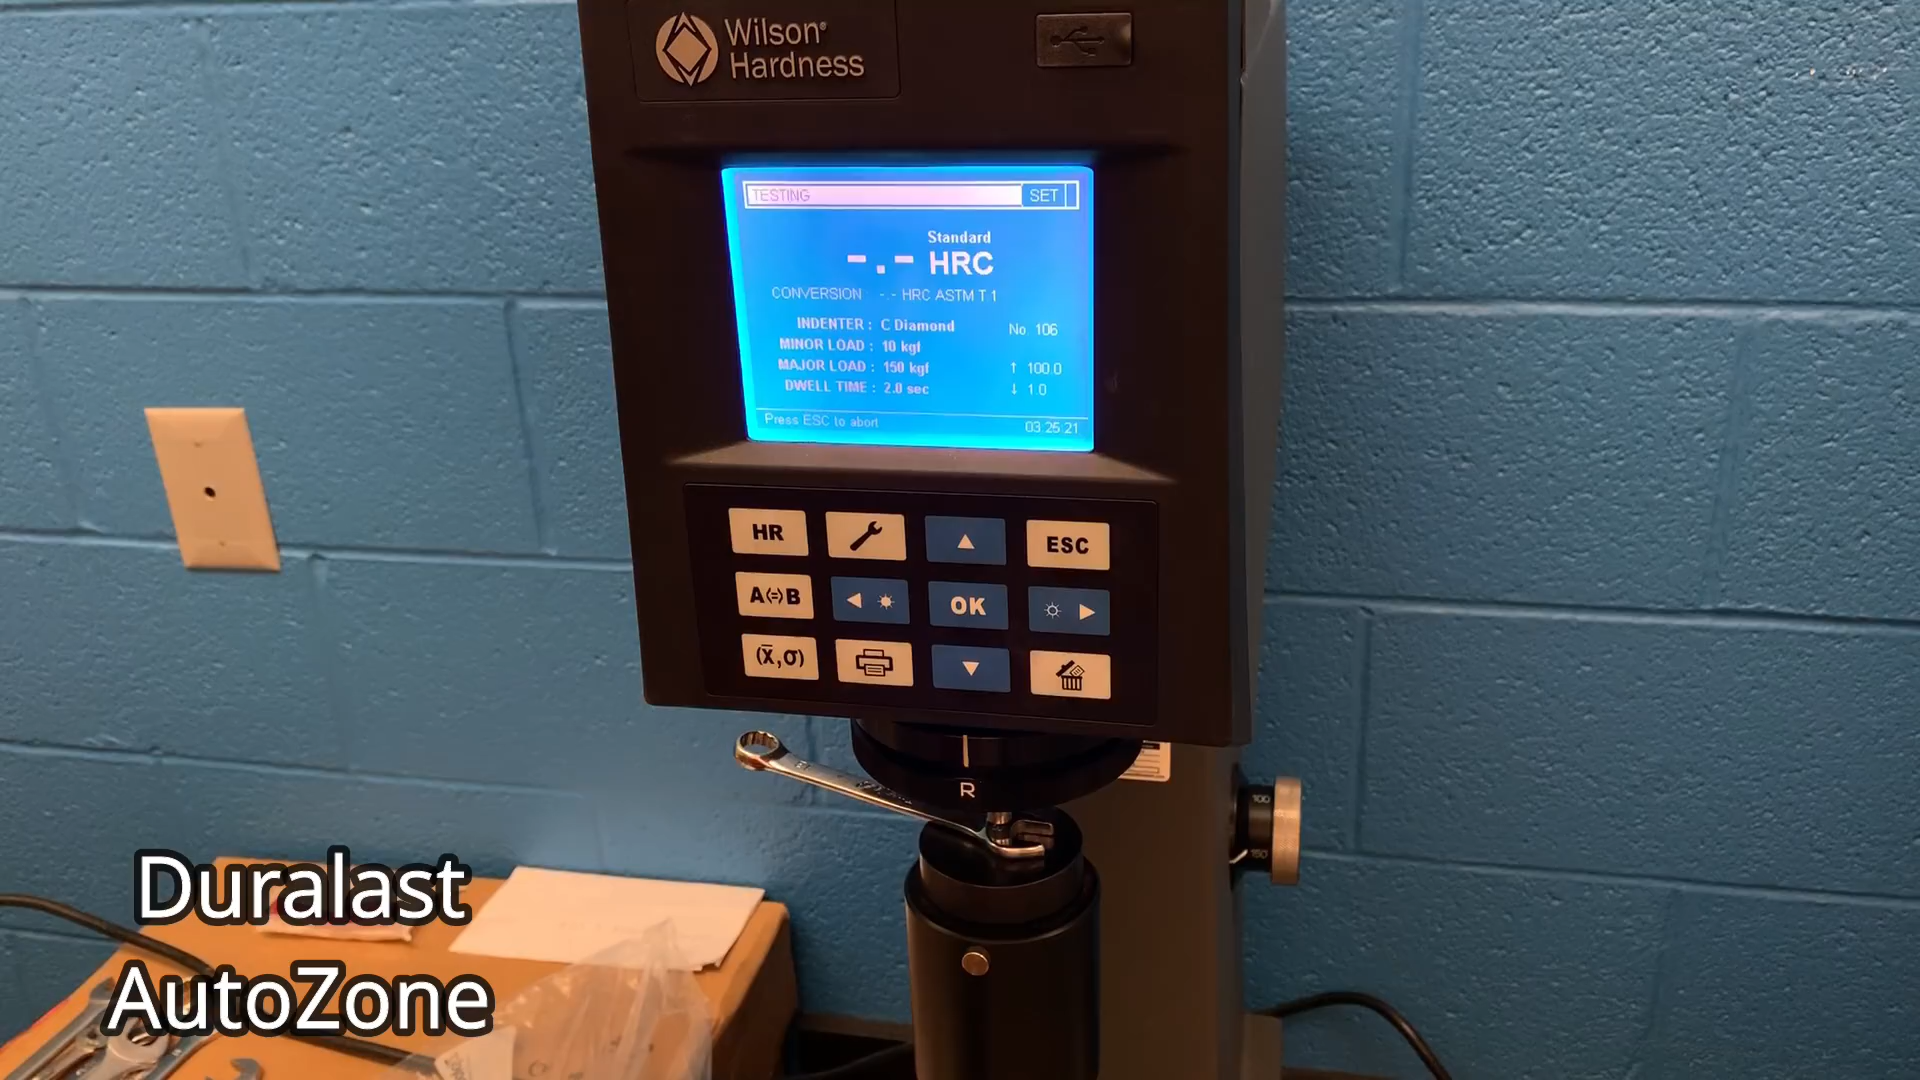 Wilson®
Hardness
TESTING
SET
Standard
-.- HRC
CONVERSION -.- HRC ASTM T 1
INDENTER : C Diamond
No. 106
MINOR LOAD : 10 kgf
MAJOR LOAD : 150 kgf
↑ 100.0
DWELL TIME : 2.0 sec
↓ 1.0
Press ESC to abort
03:25:21
HR
ESC
A(=)B
OK
(x̄,σ)
R
100
150
Duralast
AutoZone